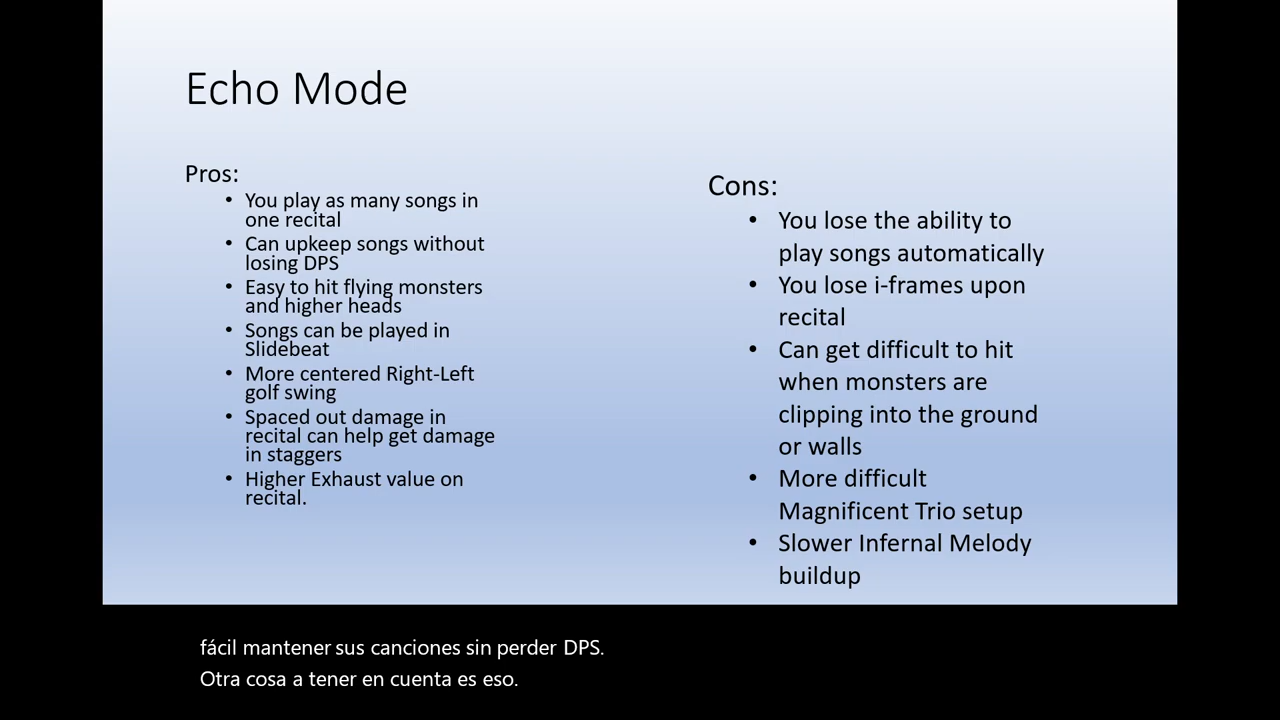 Echo Mode
Pros:
• You play as many songs in
one recital
• Can upkeep songs without
losing DPS
• Easy to hit flying monsters
and higher heads
• Songs can be played in
Slidebeat
• More centered Right-Left
golf swing
• Spaced out damage in
recital can help get damage
in staggers
• Higher Exhaust value on
recital.
Cons:
• You lose the ability to
play songs automatically
• You lose i-frames upon
recital
• Can get difficult to hit
when monsters are
clipping into the ground
or walls
• More difficult
Magnificent Trio setup
• Slower Infernal Melody
buildup
fácil mantener sus canciones sin perder DPS.
Otra cosa a tener en cuenta es eso.